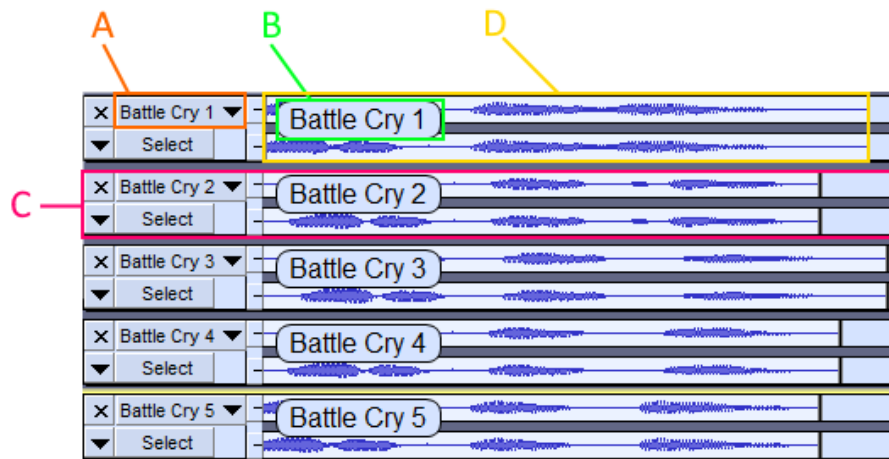 A
B
D
Battle Cry 1
Battle Cry 1
Select
C
Battle Cry 2
Battle Cry 2
Select
Battle Cry 3
Battle Cry 3
Select
Battle Cry 4
Battle Cry 4
Select
Battle Cry 5
Battle Cry 5
Select